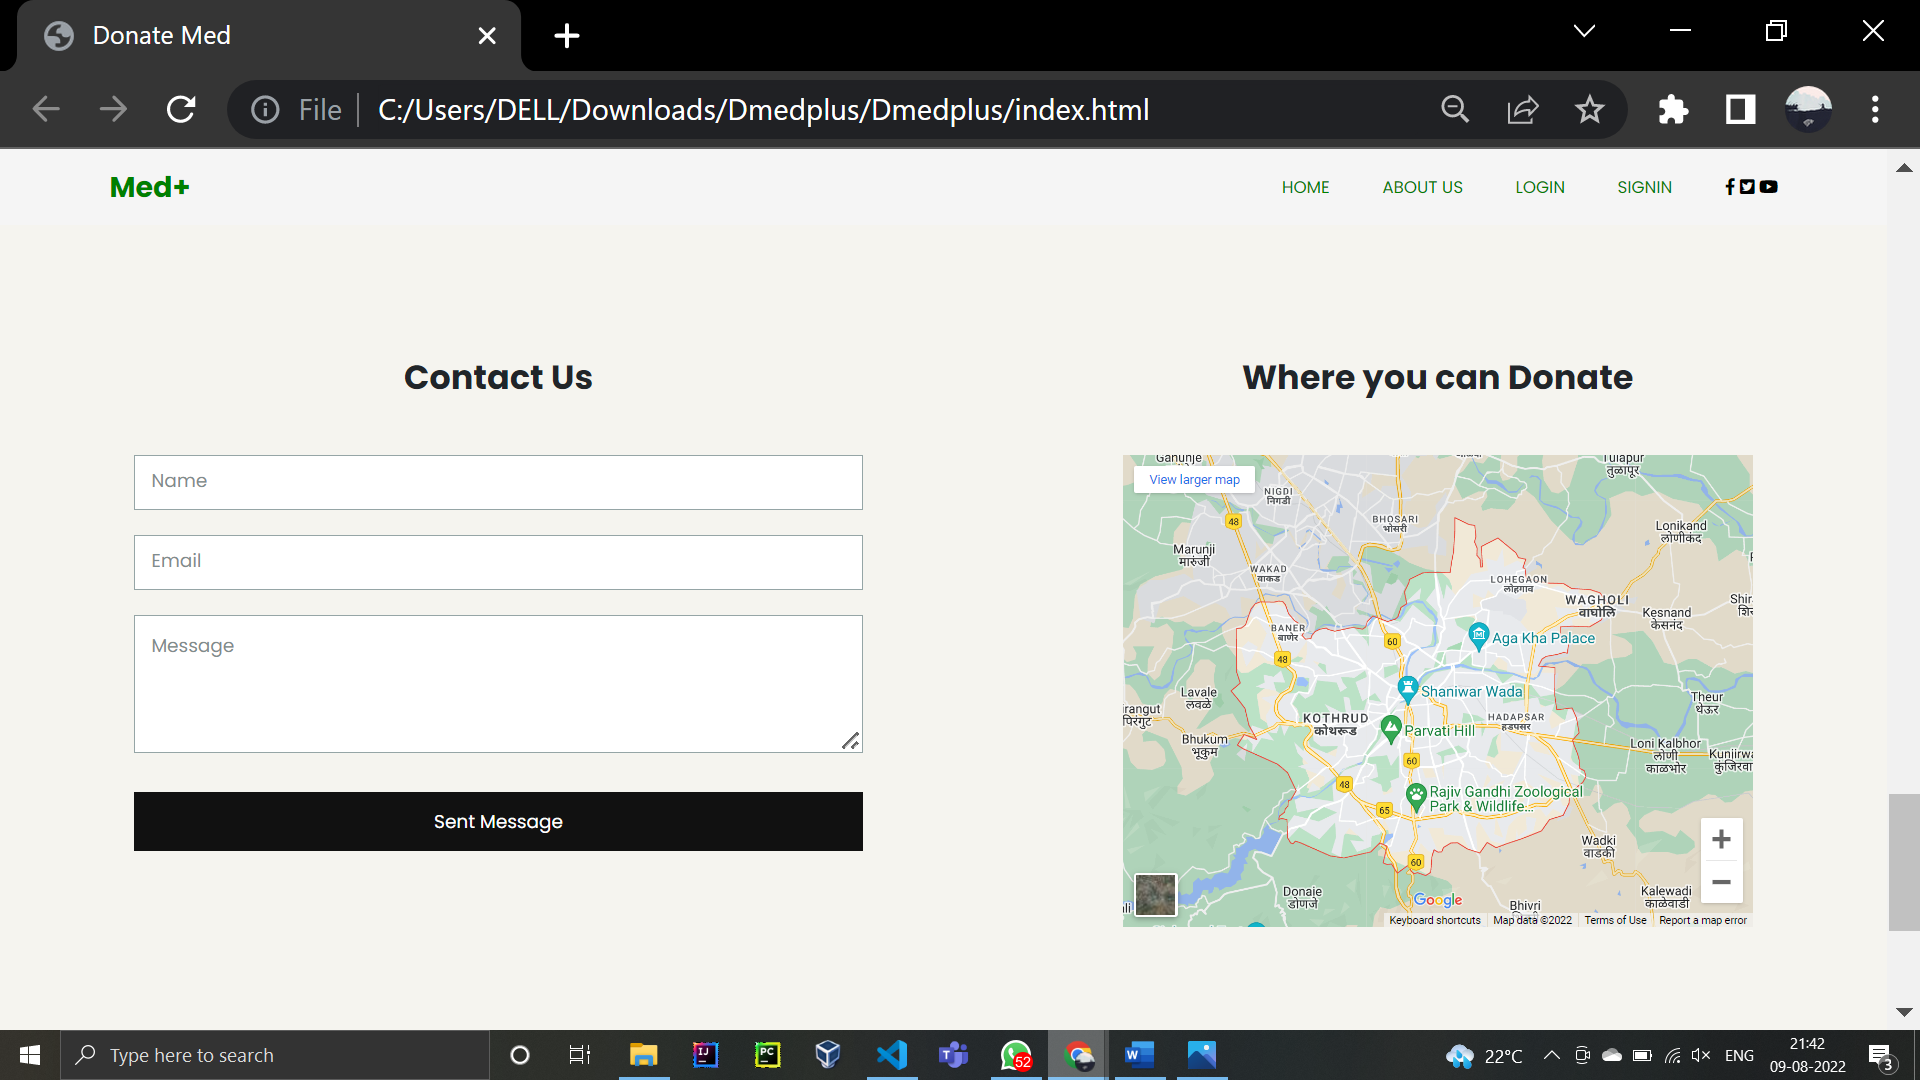 Donate Med
File
C:/Users/DELL/Downloads/Dmedplus/Dmedplus/index.html
Med+
HOME ABOUT US LOGIN SIGNIN
Contact Us
Name
Email
Message
Sent Message
Where you can Donate
View larger map
Gahunje
Tulapur
तुळापूर
NIGDI
निगडी
48
BHOSARI
भोसरी
Lonikand
लोणीकंद
Marunji
मारुंजी
WAKAD
वाकड
LOHEGAON
लोहगाव
WAGHOLI
वाघोलि
Kesnand
केसनंद
BANER
बाणेर
60
Aga Kha Palace
48
Lavale
लवळे
Shaniwar Wada
Theur
थेऊर
KOTHRUD
कोथरूड
Parvati Hill
HADAPSAR
हडपसर
Bhukum
भूकुम
Loni Kalbhor
लोणी
काळभोर
60
48
Rajiv Gandhi Zoological
Park & Wildlife...
65
Wadki
वाडकी
60
Donaje
डोणजे
Kalewadi
काळेवाडी
Google
Bhivri
Keyboard shortcuts Map data ©2022 Terms of Use Report a map error
Type here to search
IJ
PC
T
52
W
22°C
ENG
21:42
09-08-2022
3